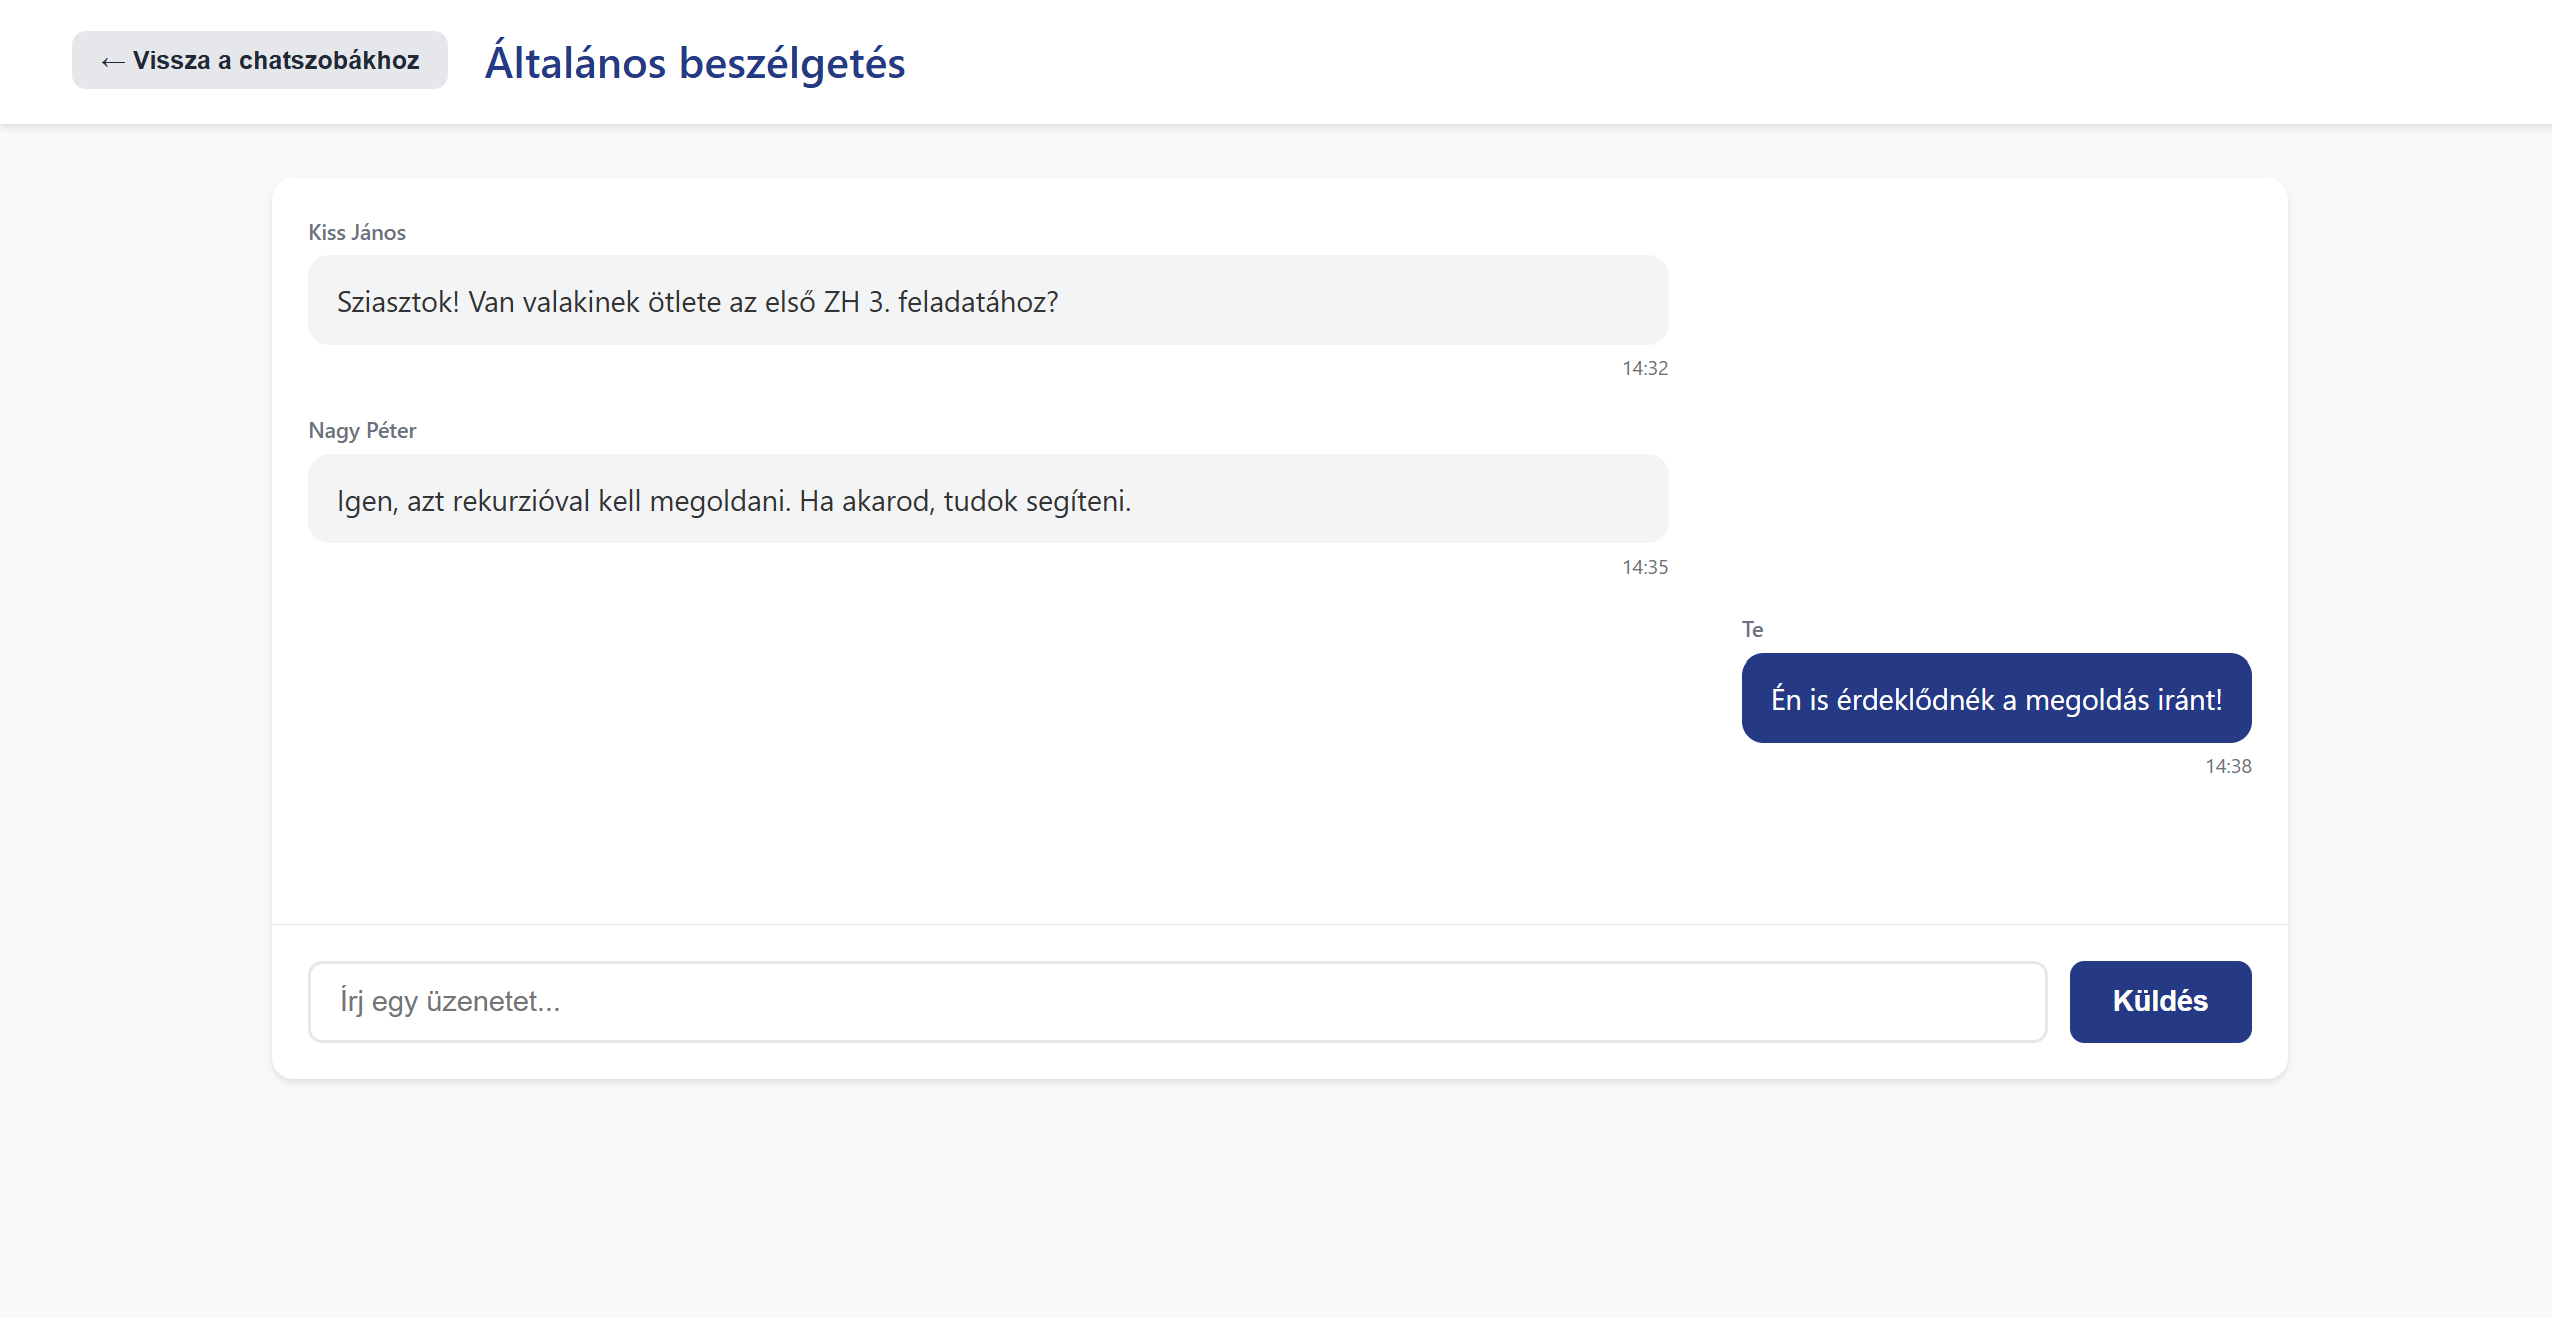 ← Vissza a chatszobákhoz
Általános beszélgetés
Kiss János
Sziasztok! Van valakinek ötlete az első ZH 3. feladatához?
14:32
Nagy Péter
Igen, azt rekurzióval kell megoldani. Ha akarod, tudok segíteni.
14:35
Te
Én is érdeklődnék a megoldás iránt!
14:38
Írj egy üzenetet...
Küldés